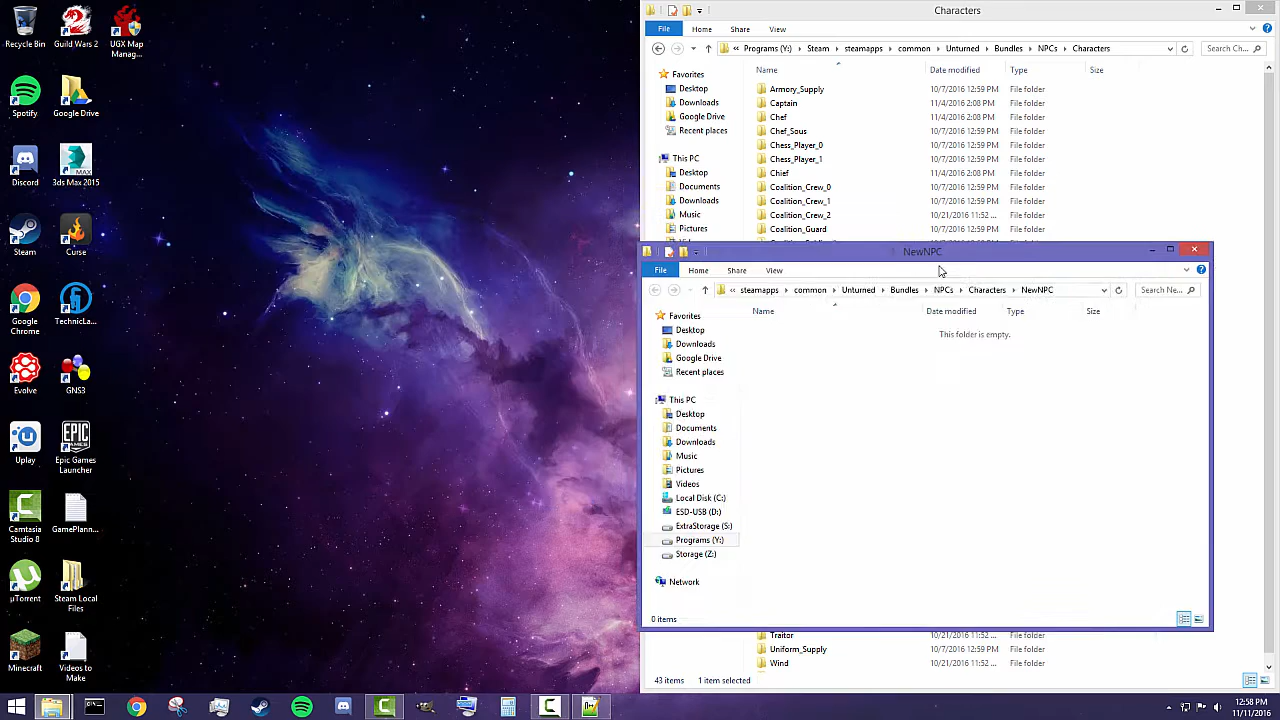 Recycle Bin
Guild Wars 2
UGX Map Manag...
Spotify
Google Drive
Discord
3ds Max 2015
Steam
Curse
Google Chrome
TechnicLa...
Evolve
GNS3
Uplay
Epic Games Launcher
Camtasia Studio 8
GamePlann...
µTorrent
Steam Local Files
Minecraft
Videos to Make
Characters
File Home Share View
Programs (Y:) Steam steamapps common Unturned Bundles NPCs Characters
Search Ch...
Favorites
Desktop
Downloads
Google Drive
Recent places
This PC
Desktop
Documents
Downloads
Music
Pictures
Name Date modified Type Size
Armory_Supply 10/7/2016 12:59 PM File folder
Captain 11/4/2016 2:08 PM File folder
Chef 11/4/2016 2:08 PM File folder
Chef_Sous 10/7/2016 12:59 PM File folder
Chess_Player_0 10/7/2016 12:59 PM File folder
Chess_Player_1 10/7/2016 12:59 PM File folder
Chief 11/4/2016 2:08 PM File folder
Coalition_Crew_0 10/7/2016 12:59 PM File folder
Coalition_Crew_1 10/7/2016 12:59 PM File folder
Coalition_Crew_2 10/21/2016 11:52 ... File folder
Coalition_Guard 10/7/2016 12:59 PM File folder
NewNPC
File Home Share View
steamapps common Unturned Bundles NPCs Characters NewNPC
Search Ne...
Name Date modified Type Size
This folder is empty.
Favorites
Desktop
Downloads
Google Drive
Recent places
This PC
Desktop
Documents
Downloads
Music
Pictures
Videos
Local Disk (C:)
ESD-USB (D:)
ExtraStorage (S:)
Programs (Y:)
Storage (Z:)
Network
0 items
Traitor 10/21/2016 11:52 ... File folder
Uniform_Supply 10/7/2016 12:59 PM File folder
Wind 10/21/2016 11:52 ... File folder
43 items 1 item selected
12:58 PM
11/11/2016